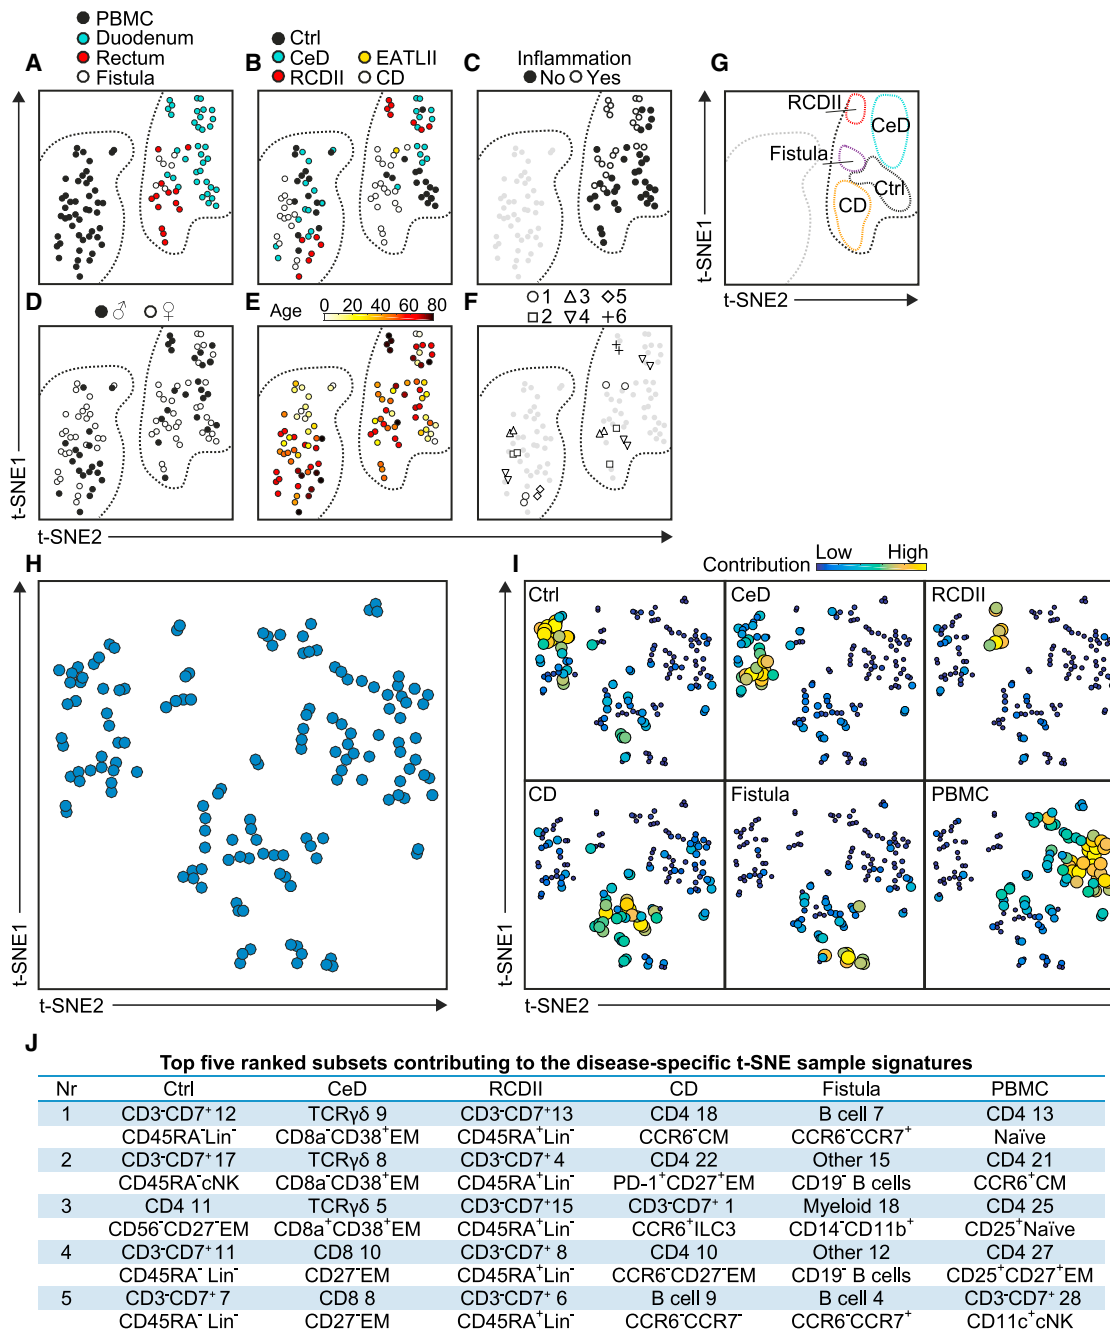 A
PBMC
Duodenum
Rectum
Fistula
B
Ctrl
CeD
RCDII
EATLII
CD
C
Inflammation
No Yes
G
RCDII
CeD
Fistula
Ctrl
CD
t-SNE1
t-SNE2
D
♂ ♀
E
Age
0 20 40 60 80
F
1 3 5
2 4 6
t-SNE1
t-SNE2
H
t-SNE1
t-SNE2
I
Contribution
Low High
Ctrl
CeD
RCDII
CD
Fistula
PBMC
t-SNE1
t-SNE2
J
Top five ranked subsets contributing to the disease-specific t-SNE sample signatures
Nr Ctrl CeD RCDII CD Fistula PBMC
1 CD3⁻CD7⁺12 TCRγδ 9 CD3⁻CD7⁺13 CD4 18 B cell 7 CD4 13
CD45RA⁻Lin⁻ CD8a⁻CD38⁺EM CD45RA⁺Lin⁻ CCR6⁻CM CCR6⁻CCR7⁺ Naïve
2 CD3⁻CD7⁺17 TCRγδ 8 CD3⁻CD7⁺4 CD4 22 Other 15 CD4 21
CD45RA⁻cNK CD8a⁻CD38⁺EM CD45RA⁺Lin⁻ PD-1⁺CD27⁺EM CD19⁻ B cells CCR6⁺CM
3 CD4 11 TCRγδ 5 CD3⁻CD7⁺15 CD3⁻CD7⁺ 1 Myeloid 18 CD4 25
CD56⁻CD27⁻EM CD8a⁺CD38⁺EM CD45RA⁺Lin⁻ CCR6⁺ILC3 CD14⁻CD11b⁺ CD25⁺Naïve
4 CD3⁻CD7⁺11 CD8 10 CD3⁻CD7⁺ 8 CD4 10 Other 12 CD4 27
CD45RA⁻ Lin⁻ CD27⁻EM CD45RA⁺Lin⁻ CCR6⁻CD27⁻EM CD19⁻ B cells CD25⁺CD27⁺EM
5 CD3⁻CD7⁺ 7 CD8 8 CD3⁻CD7⁺ 6 B cell 9 B cell 4 CD3⁻CD7⁺ 28
CD45RA⁻ Lin⁻ CD27⁻EM CD45RA⁺Lin⁻ CCR6⁻CCR7⁻ CCR6⁻CCR7⁺ CD11c⁺cNK